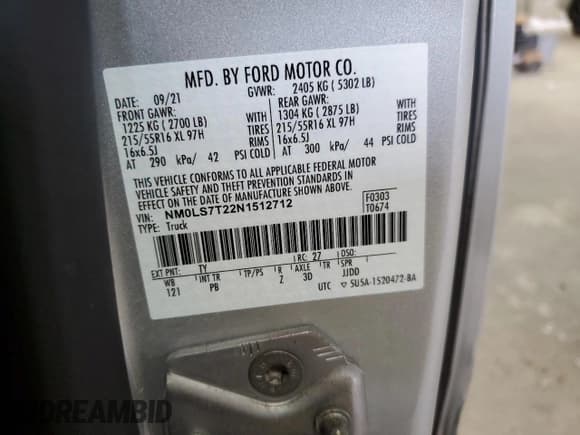 MFD. BY FORD MOTOR CO.
DATE: 09/21 GVWR: 2405 KG ( 5302 LB)
FRONT GAWR: REAR GAWR:
1225 KG ( 2700 LB) WITH 1304 KG ( 2875 LB) WITH
215/55R16 XL 97H TIRES 215/55R16 XL 97H TIRES
16x6.5J RIMS 16x6.5J RIMS
AT 290 kPa/ 42 PSI COLD AT 300 kPa/ 44 PSI COLD
THIS VEHICLE CONFORMS TO ALL APPLICABLE FEDERAL MOTOR
VEHICLE SAFETY AND THEFT PREVENTION STANDARDS IN
EFFECT ON THE DATE OF MANUFACTURE SHOWN ABOVE.
VIN: NM0LS7T22N1512712 F0303
TYPE: Truck T0674
EXT PNT: TY RC: 27 DSO:
WB INT TR TP/PS R AXLE TR SPR
121 PB Z 3D JJDD
UTC ▽ 5U5A-1520472-BA
DREAMBID